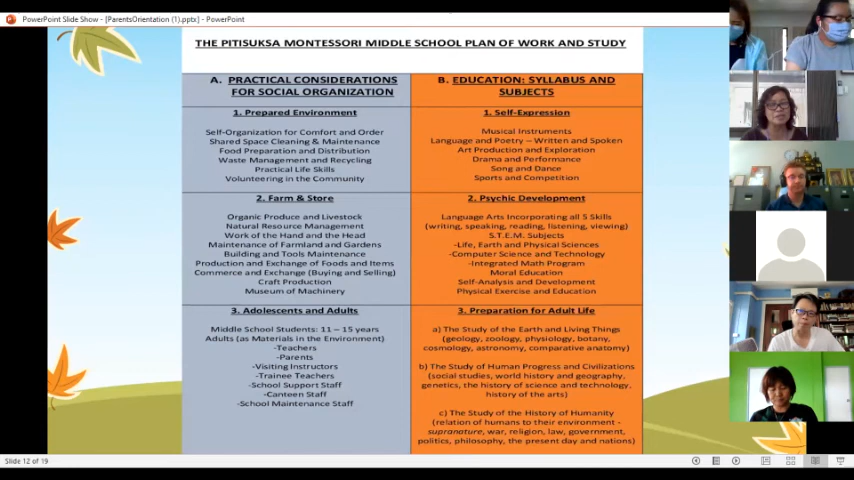 PowerPoint Slide Show - [ParentsOrientation (1).pptx] - PowerPoint
THE PITISUKSA MONTESSORI MIDDLE SCHOOL PLAN OF WORK AND STUDY
A. PRACTICAL CONSIDERATIONS
FOR SOCIAL ORGANIZATION
1. Prepared Environment
Self-Organization for Comfort and Order
Shared Space Cleaning & Maintenance
Food Preparation and Distribution
Waste Management and Recycling
Practical Life Skills
Volunteering in the Community
2. Farm & Store
Organic Produce and Livestock
Natural Resource Management
Work of the Hand and the Head
Maintenance of Farmland and Gardens
Building and Tools Maintenance
Production and Exchange of Foods and Items
Commerce and Exchange (Buying and Selling)
Craft Production
Museum of Machinery
3. Adolescents and Adults
Middle School Students: 11 – 15 years
Adults (as Materials in the Environment)
-Teachers
-Parents
-Visiting Instructors
-Trainee Teachers
-School Support Staff
-Canteen Staff
-School Maintenance Staff
B. EDUCATION: SYLLABUS AND
SUBJECTS
1. Self-Expression
Musical Instruments
Language and Poetry – Written and Spoken
Art Production and Exploration
Drama and Performance
Song and Dance
Sports and Competition
2. Psychic Development
Language Arts Incorporating all 5 Skills
(writing, speaking, reading, listening, viewing)
S.T.E.M. Subjects
-Life, Earth and Physical Sciences
-Computer Science and Technology
-Integrated Math Program
Moral Education
Self-Analysis and Development
Physical Exercise and Education
3. Preparation for Adult Life
a) The Study of the Earth and Living Things
(geology, zoology, physiology, botany,
cosmology, astronomy, comparative anatomy)
b) The Study of Human Progress and Civilizations
(social studies, world history and geography,
genetics, the history of science and technology,
history of the arts)
c) The Study of the History of Humanity
(relation of humans to their environment -
supranature, war, religion, law, government,
politics, philosophy, the present day and nations)
Slide 12 of 19